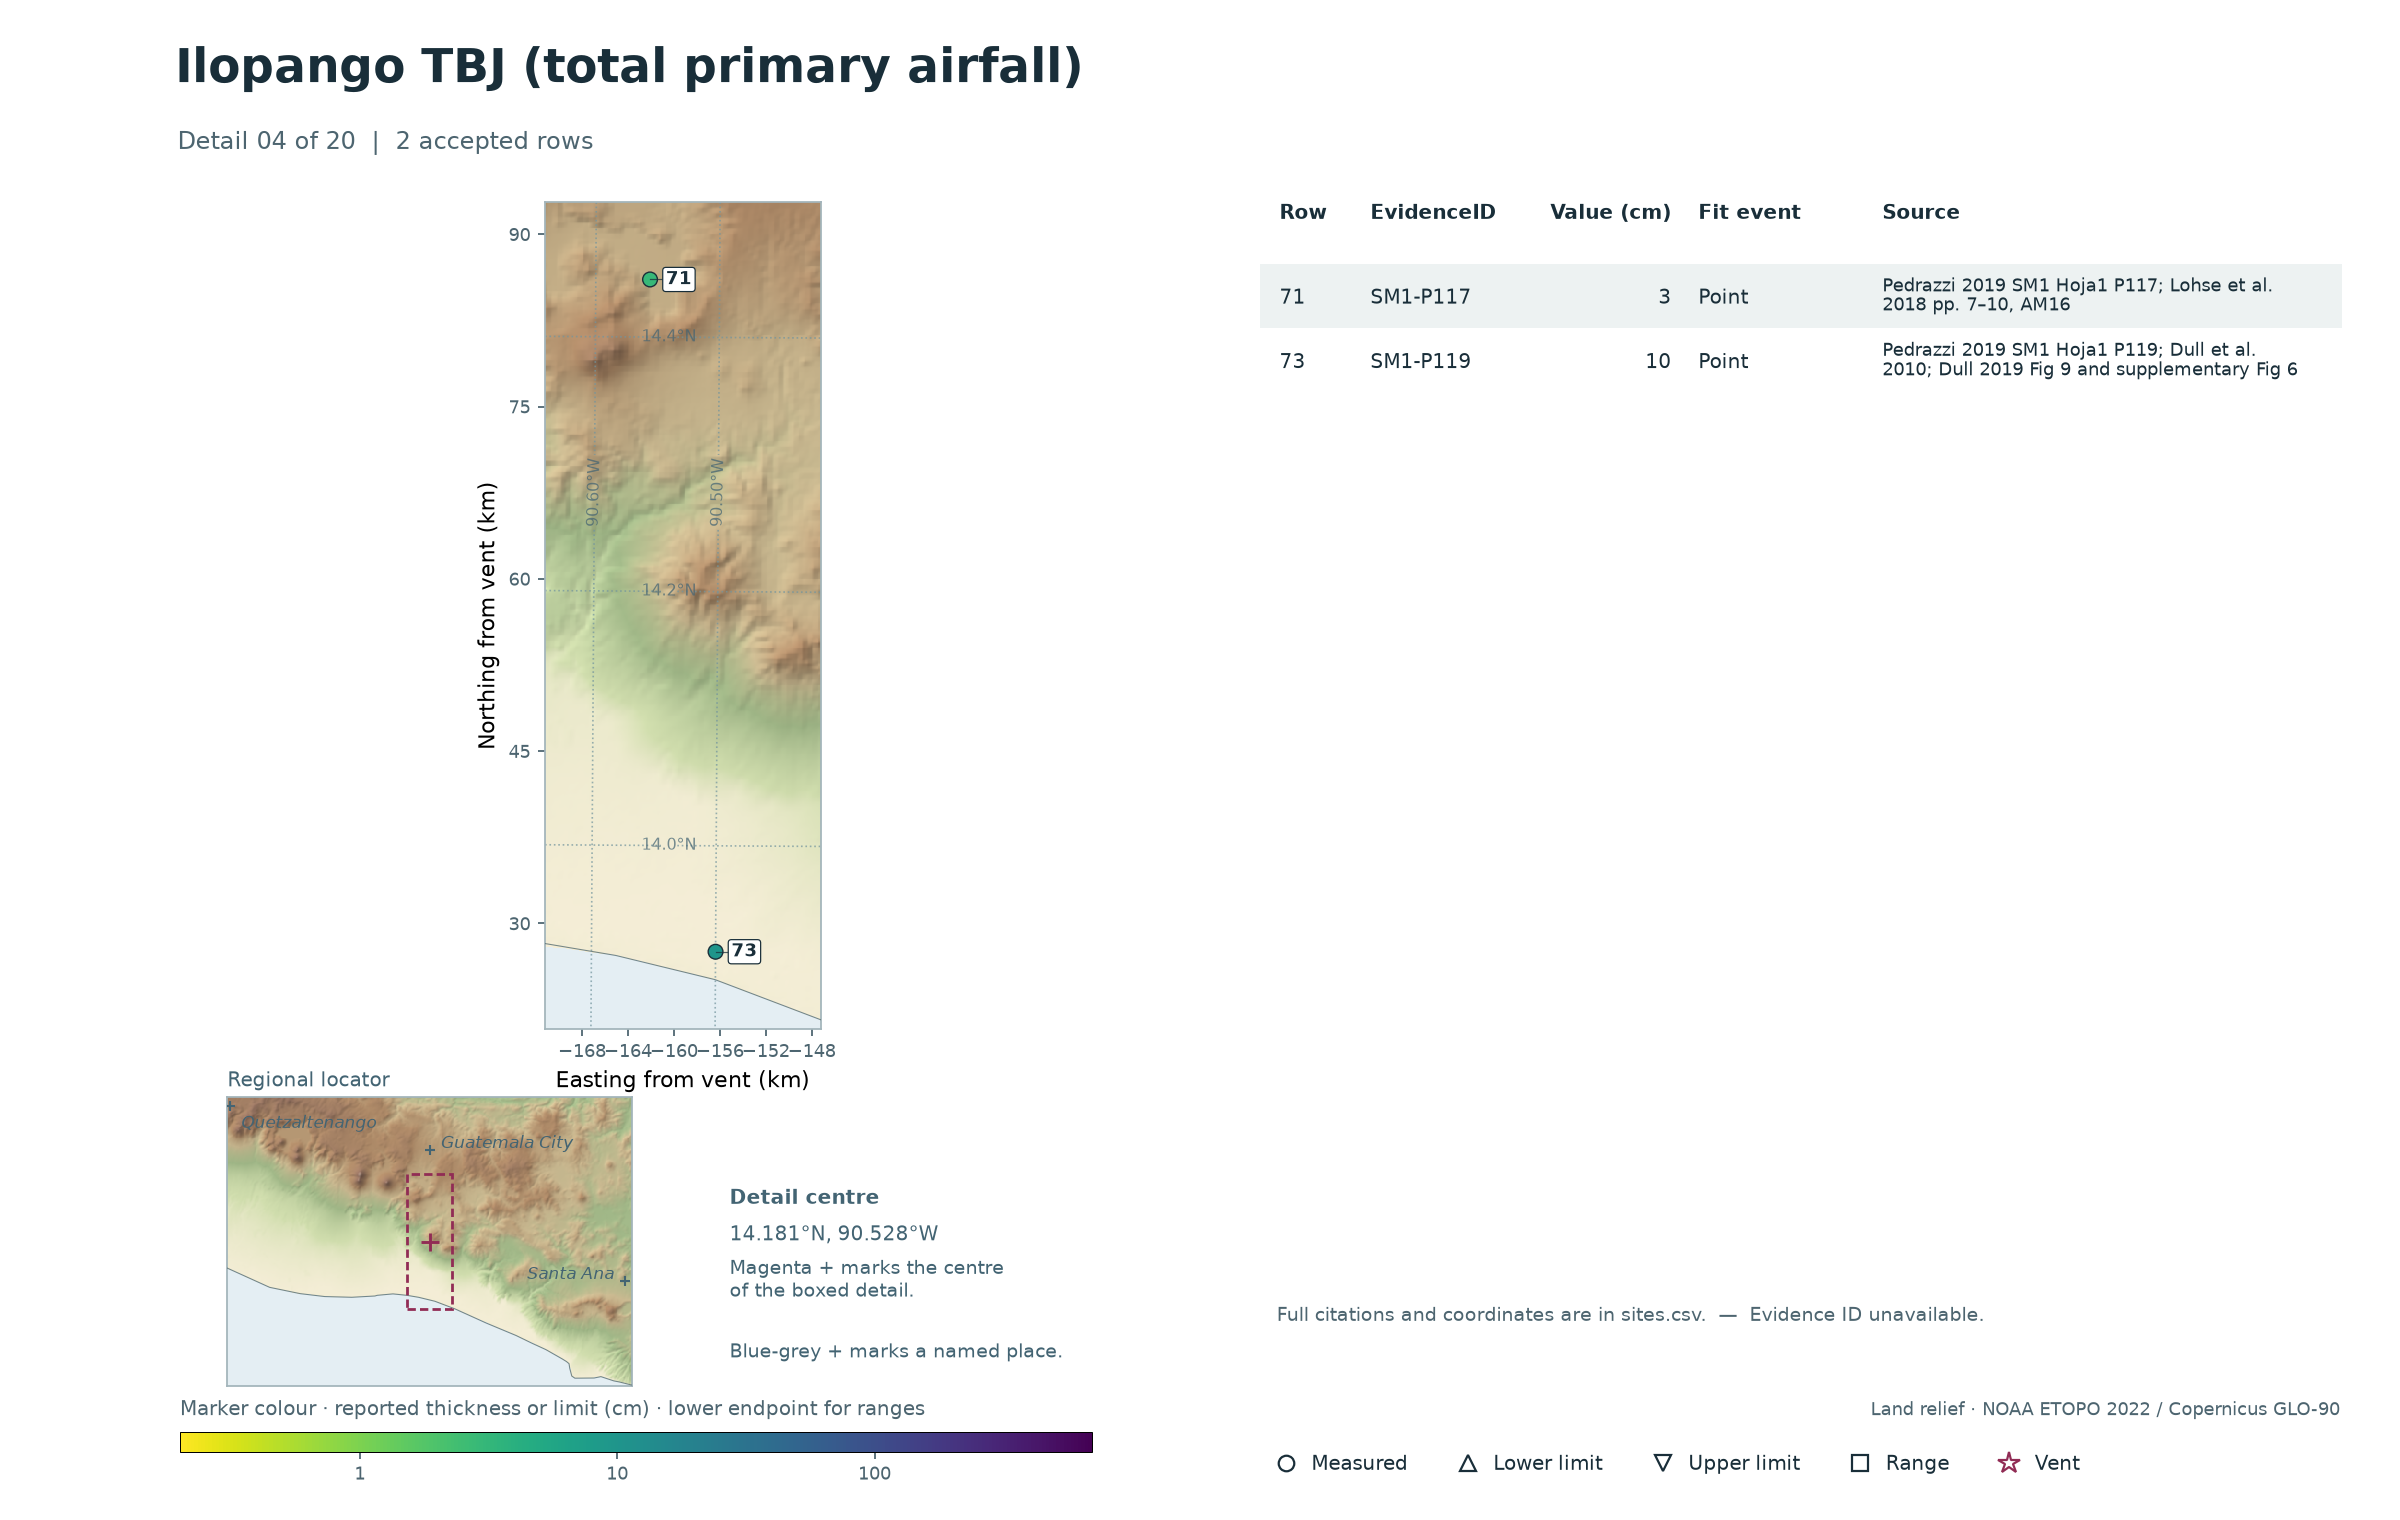 Ilopango TBJ (total primary airfall)
Detail 04 of 20 | 2 accepted rows
90
75
60
45
30
Northing from vent (km)
71
14.4°N
90.60°W
90.50°W
14.2°N
14.0°N
73
−168
−164
−160
−156
−152
−148
Easting from vent (km)
Row EvidenceID Value (cm) Fit event Source
71 SM1-P117 3 Point Pedrazzi 2019 SM1 Hoja1 P117; Lohse et al.
2018 pp. 7–10, AM16
73 SM1-P119 10 Point Pedrazzi 2019 SM1 Hoja1 P119; Dull et al.
2010; Dull 2019 Fig 9 and supplementary Fig 6
Regional locator
Quetzaltenango
Guatemala City
Santa Ana
Detail centre
14.181°N, 90.528°W
Magenta + marks the centre
of the boxed detail.
Blue-grey + marks a named place.
Full citations and coordinates are in sites.csv. — Evidence ID unavailable.
Marker colour · reported thickness or limit (cm) · lower endpoint for ranges
1
10
100
Land relief · NOAA ETOPO 2022 / Copernicus GLO-90
Measured
Lower limit
Upper limit
Range
Vent